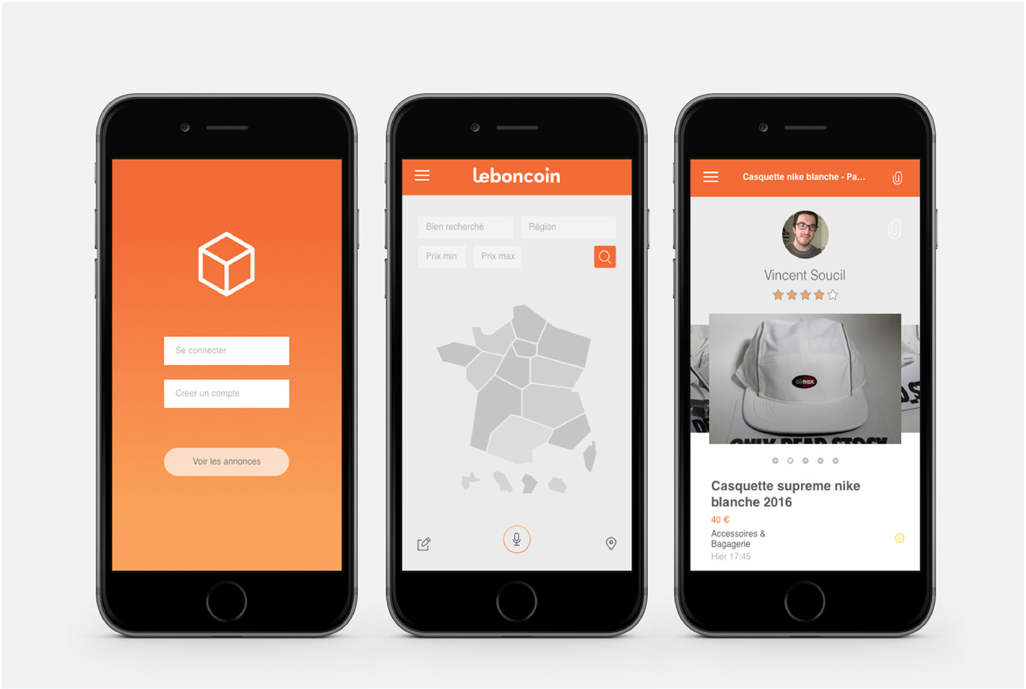 Se connecter
Créer un compte
Voir les annonces
leboncoin
Bien recherché
Région
Prix min
Prix max
Casquette nike blanche - Pa...
Vincent Soucil
airmax
ONLY DEAD STOCK
Casquette supreme nike
blanche 2016
40 €
Accessoires &
Bagagerie
Hier 17:45